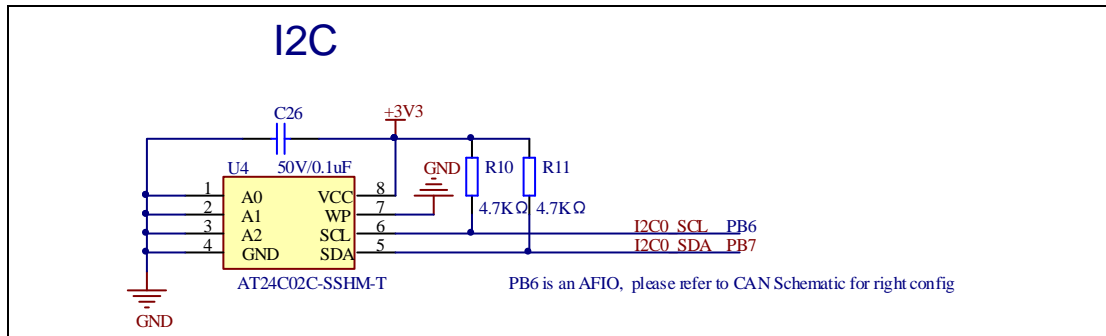 I2C
C26
+3V3
U4
50V/0.1uF
GND
R10
R11
1
A0
VCC
8
2
A1
WP
7
3
A2
SCL
6
4
GND
SDA
5
4.7KΩ
4.7KΩ
I2C0_SCL
PB6
I2C0_SDA
PB7
AT24C02C-SSHM-T
PB6 is an AFIO, please refer to CAN Schematic for right config
GND